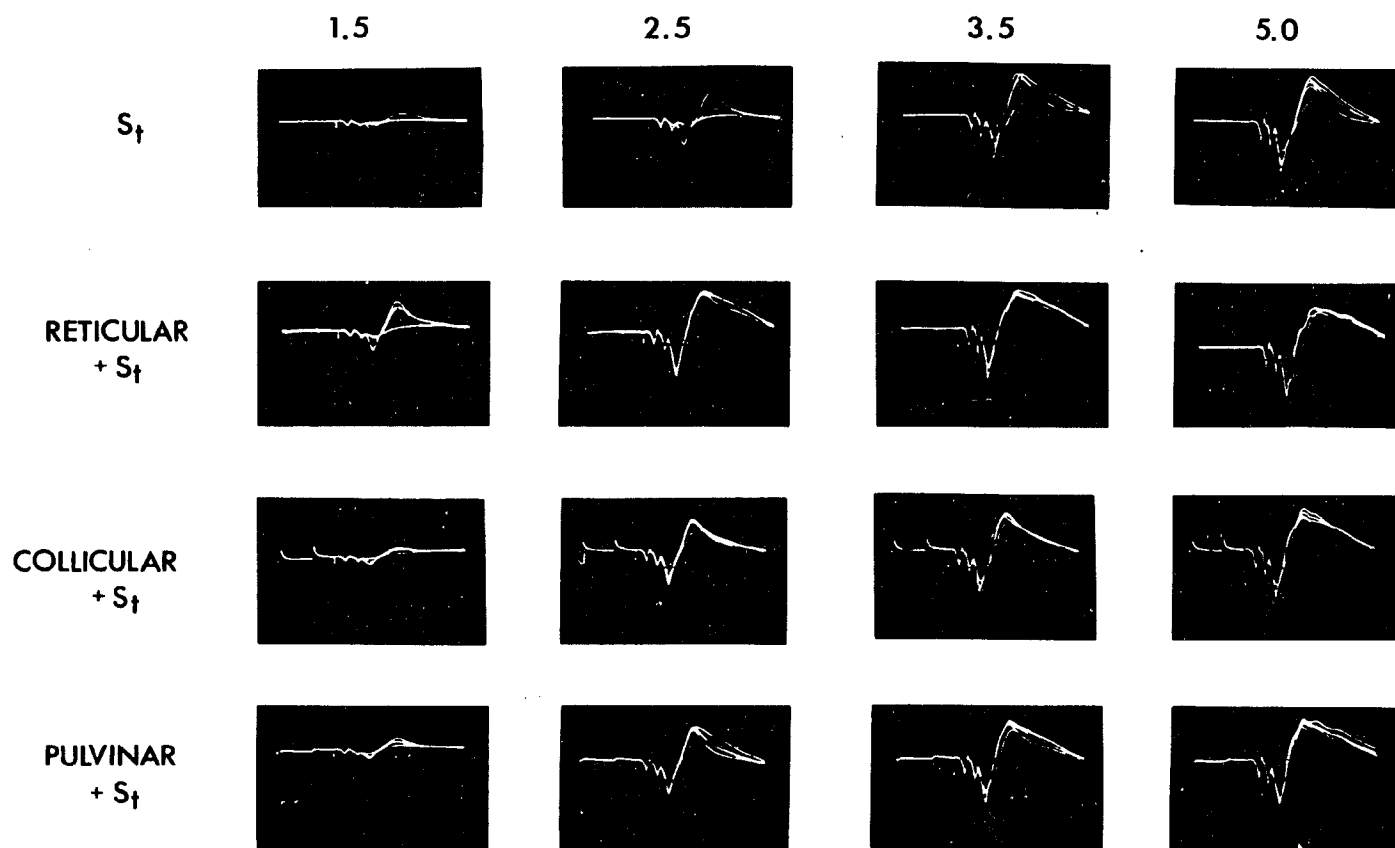 1.5 2.5 3.5 5.0
St
RETICULAR
+ St
COLLICULAR
+ St
PULVINAR
+ St